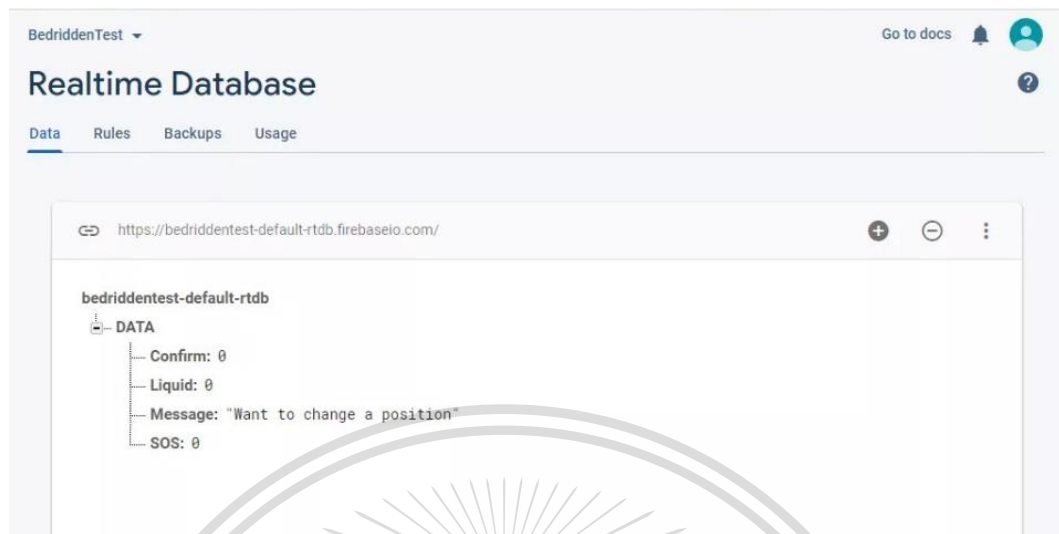 BedriddenTest Go to docs
Realtime Database
Data Rules Backups Usage
https://bedriddentest-default-rtdb.firebaseio.com/
bedriddentest-default-rtdb
DATA
Confirm: 0
Liquid: 0
Message: "Want to change a position"
SOS: 0